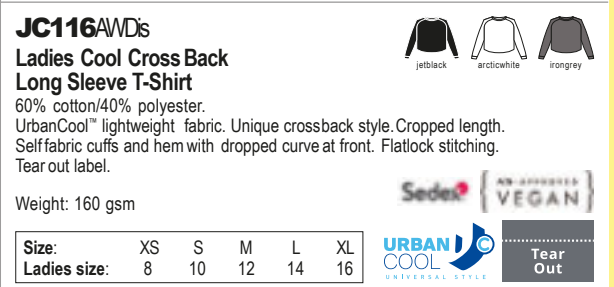 JC116AWDis
Ladies Cool Cross Back
Long Sleeve T-Shirt
60% cotton/40% polyester.
UrbanCool™ lightweight fabric. Unique crossback style. Cropped length.
Self fabric cuffs and hem with dropped curve at front. Flatlock stitching.
Tear out label.
Weight: 160 gsm
jetblack arcticwhite irongrey
Sedex
APPROVED
VEGAN
Size: XS S M L XL
Ladies size: 8 10 12 14 16
URBAN
COOL
UNIVERSAL STYLE
UC
Tear
Out